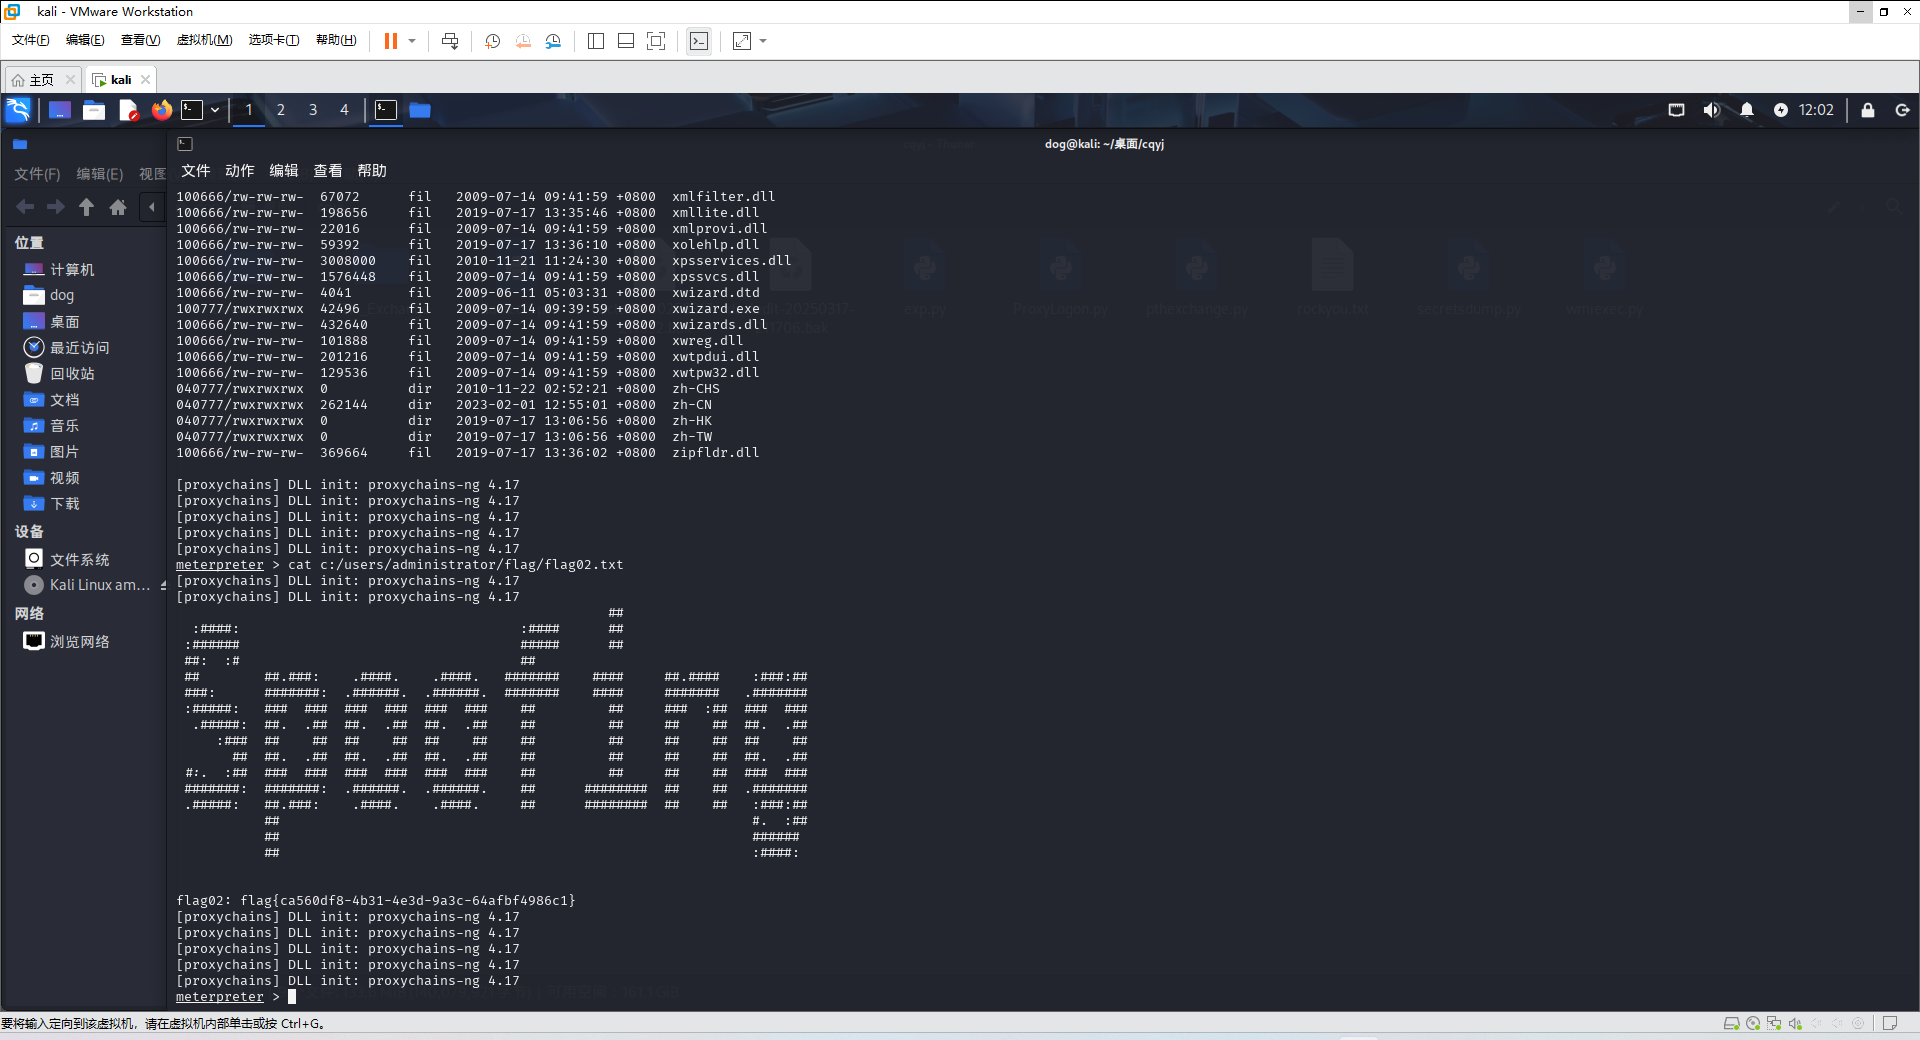 kali - VMware Workstation
文件(F) 编辑(E) 查看(V) 虚拟机(M) 选项卡(T) 帮助(H)
主页 kali
1 2 3 4 12:02
dog@kali: ~/桌面/cqyj
文件 动作 编辑 查看 帮助
文件(F) 编辑(E) 视图
位置
计算机
dog
桌面
最近访问
回收站
文档
音乐
图片
视频
下载
设备
文件系统
Kali Linux am...
网络
浏览网络
exp.py ProxyLogon.py pthexchange.py rockyou.txt secretsdump.py wmiexec.py
100666/rw-rw-rw- 67072 fil 2009-07-14 09:41:59 +0800 xmlfilter.dll
100666/rw-rw-rw- 198656 fil 2019-07-17 13:35:46 +0800 xmllite.dll
100666/rw-rw-rw- 22016 fil 2009-07-14 09:41:59 +0800 xmlprovi.dll
100666/rw-rw-rw- 59392 fil 2019-07-17 13:36:10 +0800 xolehlp.dll
100666/rw-rw-rw- 3008000 fil 2010-11-21 11:24:30 +0800 xpsservices.dll
100666/rw-rw-rw- 1576448 fil 2009-07-14 09:41:59 +0800 xpssvcs.dll
100666/rw-rw-rw- 4041 fil 2009-06-11 05:03:31 +0800 xwizard.dtd
100777/rwxrwxrwx 42496 fil 2009-07-14 09:39:59 +0800 xwizard.exe
100666/rw-rw-rw- 432640 fil 2009-07-14 09:41:59 +0800 xwizards.dll
100666/rw-rw-rw- 101888 fil 2009-07-14 09:41:59 +0800 xwreg.dll
100666/rw-rw-rw- 201216 fil 2009-07-14 09:41:59 +0800 xwtpdui.dll
100666/rw-rw-rw- 129536 fil 2009-07-14 09:41:59 +0800 xwtpw32.dll
040777/rwxrwxrwx 0 dir 2010-11-22 02:52:21 +0800 zh-CHS
040777/rwxrwxrwx 262144 dir 2023-02-01 12:55:01 +0800 zh-CN
040777/rwxrwxrwx 0 dir 2019-07-17 13:06:56 +0800 zh-HK
040777/rwxrwxrwx 0 dir 2019-07-17 13:06:56 +0800 zh-TW
100666/rw-rw-rw- 369664 fil 2019-07-17 13:36:02 +0800 zipfldr.dll
[proxychains] DLL init: proxychains-ng 4.17
[proxychains] DLL init: proxychains-ng 4.17
[proxychains] DLL init: proxychains-ng 4.17
[proxychains] DLL init: proxychains-ng 4.17
[proxychains] DLL init: proxychains-ng 4.17
meterpreter > cat c:/users/administrator/flag/flag02.txt
[proxychains] DLL init: proxychains-ng 4.17
[proxychains] DLL init: proxychains-ng 4.17
Spoofing
flag02: flag{ca560df8-4b31-4e3d-9a3c-64afbf4986c1}
[proxychains] DLL init: proxychains-ng 4.17
[proxychains] DLL init: proxychains-ng 4.17
[proxychains] DLL init: proxychains-ng 4.17
[proxychains] DLL init: proxychains-ng 4.17
[proxychains] DLL init: proxychains-ng 4.17
meterpreter >
要将输入定向到该虚拟机，请在虚拟机内部单击或按 Ctrl+G。